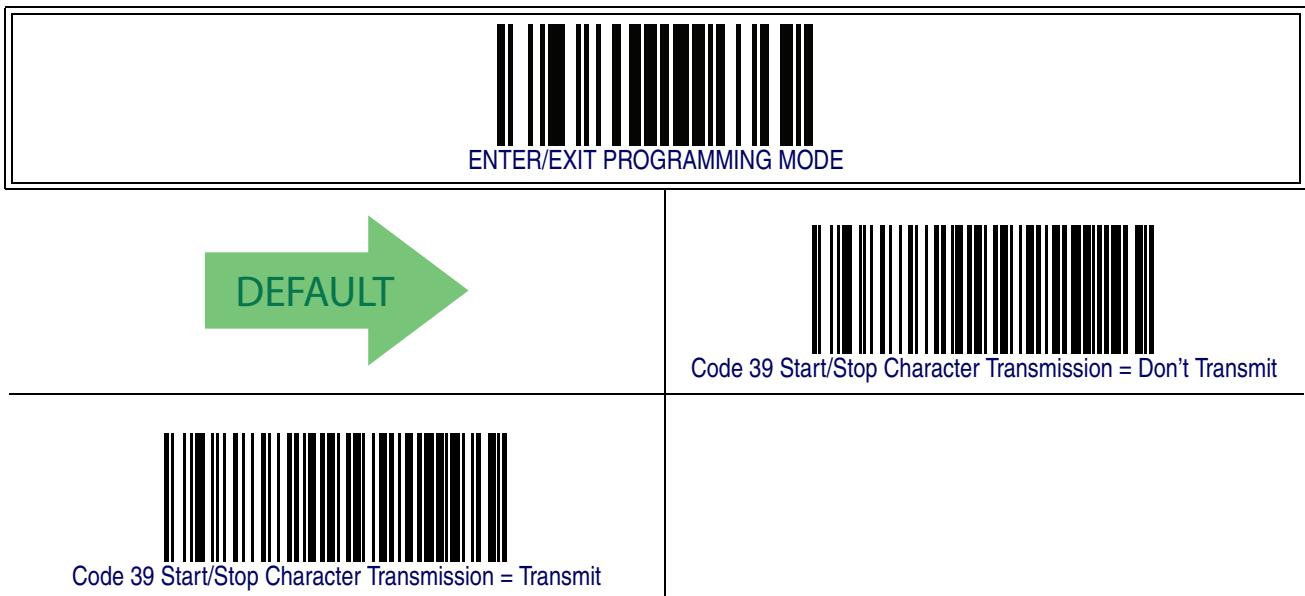 ENTER/EXIT PROGRAMMING MODE
DEFAULT
Code 39 Start/Stop Character Transmission = Don’t Transmit
Code 39 Start/Stop Character Transmission = Transmit